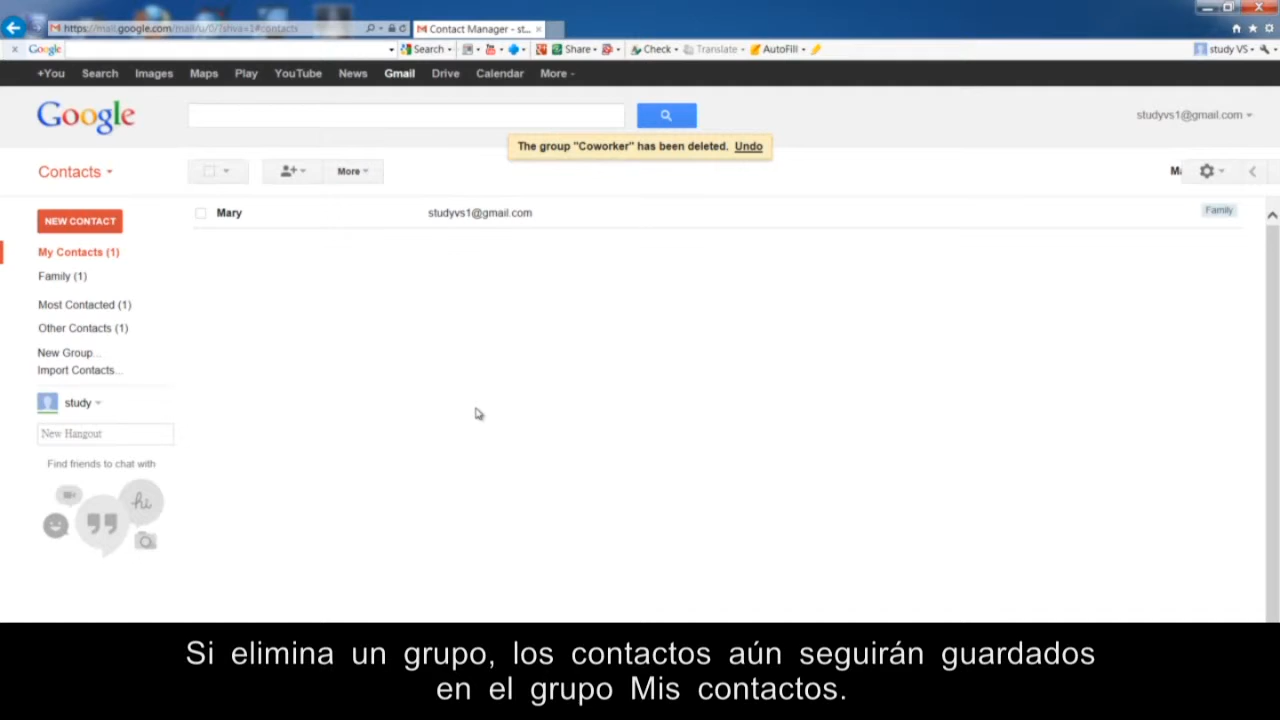 https://mail.google.com/mail/u/0/?shva=1#contacts
Contact Manager - st...
Google
Search
Share
Check
Translate
AutoFill
study VS
+You Search Images Maps Play YouTube News Gmail Drive Calendar More
Google
studyvs1@gmail.com
The group "Coworker" has been deleted. Undo
Contacts
More
Mary studyvs1@gmail.com Family
NEW CONTACT
My Contacts (1)
Family (1)
Most Contacted (1)
Other Contacts (1)
New Group...
Import Contacts...
study
New Hangout
Find friends to chat with
hi
Si elimina un grupo, los contactos aún seguirán guardados
en el grupo Mis contactos.